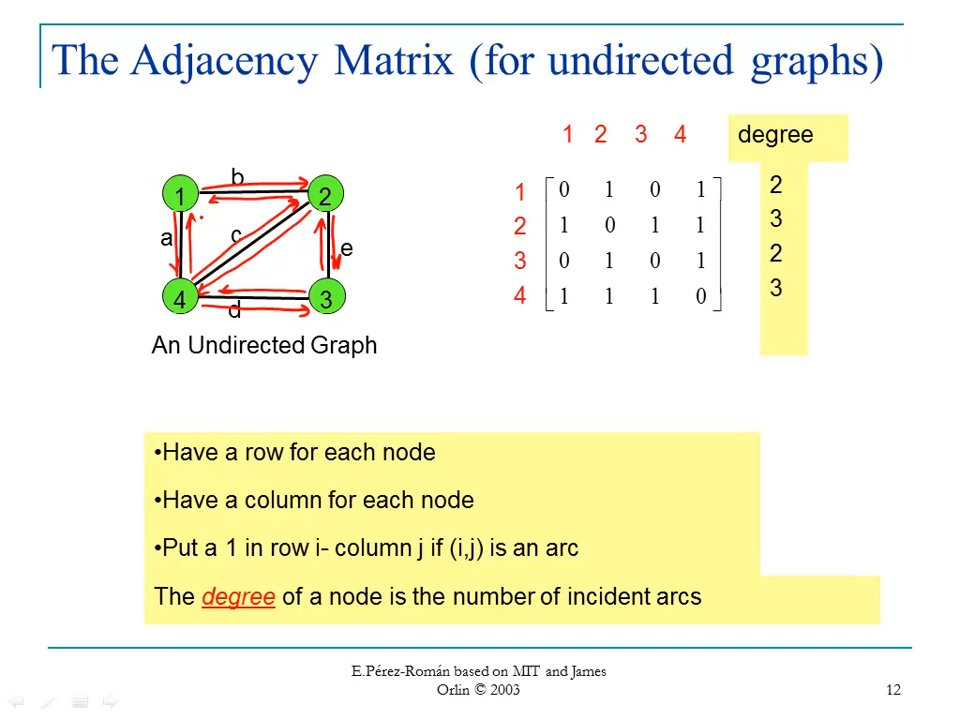 The Adjacency Matrix (for undirected graphs)
1 2 3 4 degree
b
1 2
a c e
4 3
d
An Undirected Graph
1 0 1 0 1 2
2 1 0 1 1 3
3 0 1 0 1 2
4 1 1 1 0 3
•Have a row for each node
•Have a column for each node
•Put a 1 in row i- column j if (i,j) is an arc
The degree of a node is the number of incident arcs
E.Pérez-Román based on MIT and James
Orlin © 2003
12